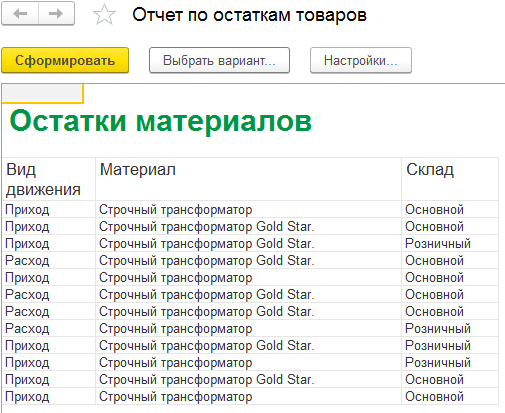 Отчет по остаткам товаров
Сформировать Выбрать вариант... Настройки...
Остатки материалов
Вид движения Материал Склад
Приход Строчный трансформатор Основной
Приход Строчный трансформатор Gold Star. Основной
Приход Строчный трансформатор Gold Star. Розничный
Расход Строчный трансформатор Gold Star. Основной
Приход Строчный трансформатор Основной
Расход Строчный трансформатор Gold Star. Основной
Расход Строчный трансформатор Gold Star. Основной
Расход Строчный трансформатор Розничный
Приход Строчный трансформатор Gold Star. Розничный
Приход Строчный трансформатор Розничный
Приход Строчный трансформатор Gold Star. Основной
Приход Строчный трансформатор Основной